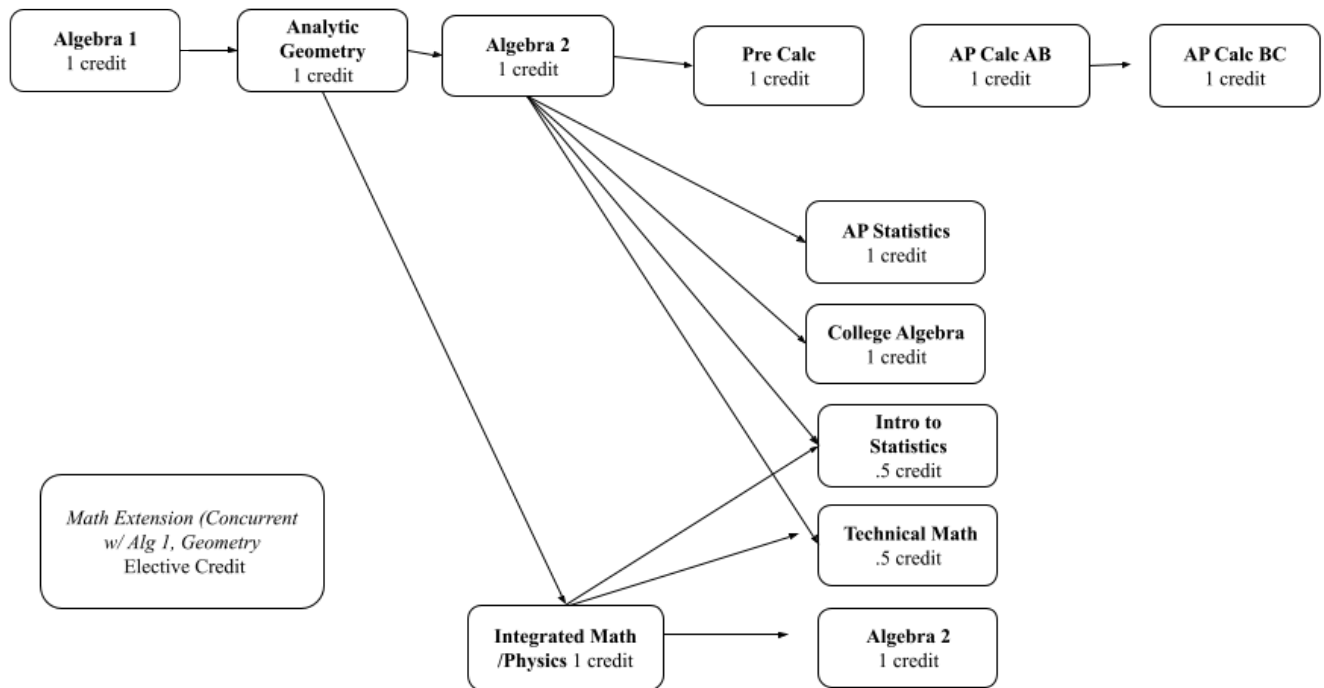 Algebra 1
1 credit
Analytic
Geometry
1 credit
Algebra 2
1 credit
Pre Calc
1 credit
AP Calc AB
1 credit
AP Calc BC
1 credit
AP Statistics
1 credit
College Algebra
1 credit
Intro to
Statistics
.5 credit
Math Extension (Concurrent
w/ Alg 1, Geometry
Elective Credit
Technical Math
.5 credit
Integrated Math
/Physics 1 credit
Algebra 2
1 credit